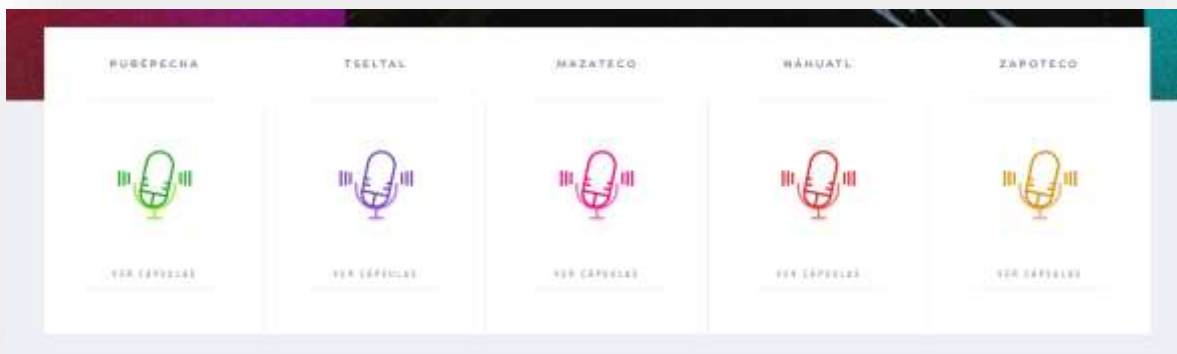 PURÉPECHA
TSELTAL
MAZATECO
NÁHUATL
ZAPOTECO
VER CÁPSULAS
VER CÁPSULAS
VER CÁPSULAS
VER CÁPSULAS
VER CÁPSULAS